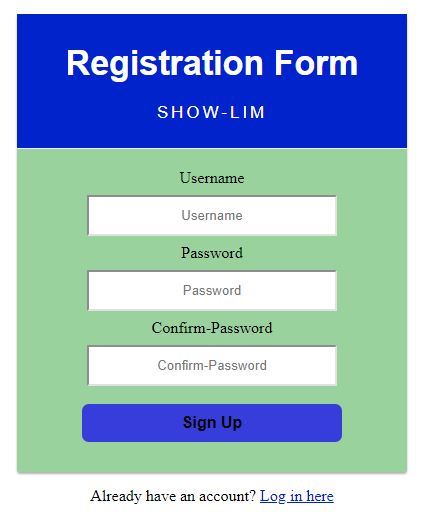 Registration Form
SHOW-LIM
Username
Username
Password
Password
Confirm-Password
Confirm-Password
Sign Up
Already have an account? Log in here